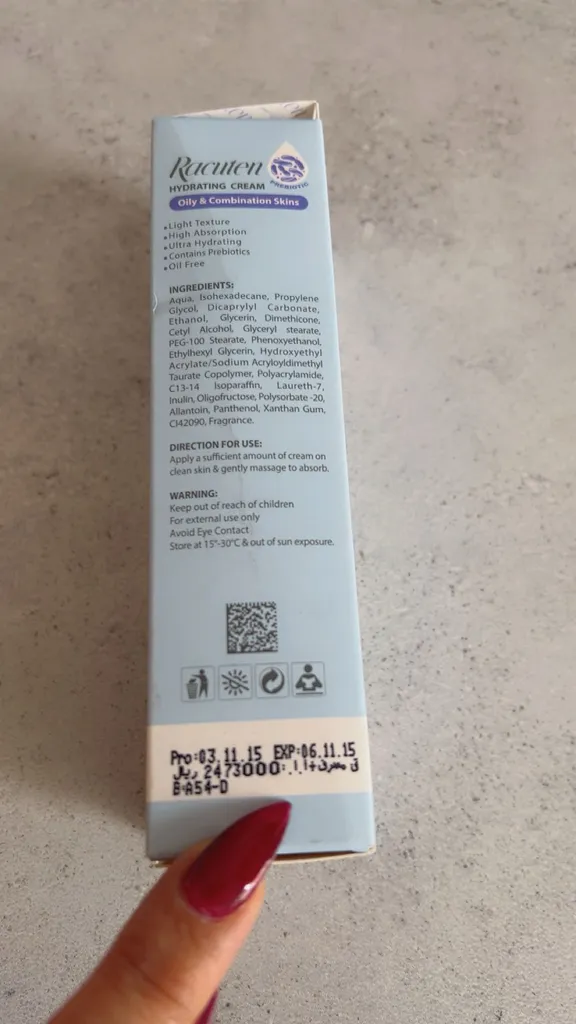 Racuten
PREBIOTIC
HYDRATING CREAM
Oily & Combination Skins
• Light Texture
• High Absorption
• Ultra Hydrating
• Contains Prebiotics
• Oil Free
INGREDIENTS:
Aqua, Isohexadecane, Propylene
Glycol, Dicaprylyl Carbonate,
Ethanol, Glycerin, Dimethicone,
Cetyl Alcohol, Glyceryl stearate,
PEG-100 Stearate, Phenoxyethanol,
Ethylhexyl Glycerin, Hydroxyethyl
Acrylate/Sodium Acryloyldimethyl
Taurate Copolymer, Polyacrylamide,
C13-14 Isoparaffin, Laureth-7,
Inulin, Oligofructose, Polysorbate -20,
Allantoin, Panthenol, Xanthan Gum,
CI42090, Fragrance.
DIRECTION FOR USE:
Apply a sufficient amount of cream on
clean skin & gently massage to absorb.
WARNING:
Keep out of reach of children
For external use only
Avoid Eye Contact
Store at 15°-30°C & out of sun exposure.
Pro:03.11.15 EXP:06.11.15
ریال 2473000:
B:A54-D